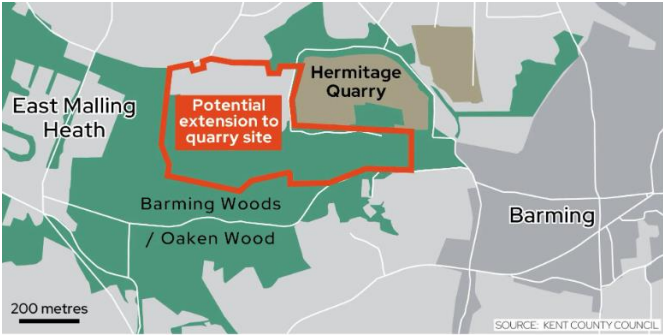 Hermitage
Quarry
East Malling
Heath
Potential
extension to
quarry site
Barming Woods
/ Oaken Wood
Barming
200 metres
SOURCE: KENT COUNTY COUNCIL